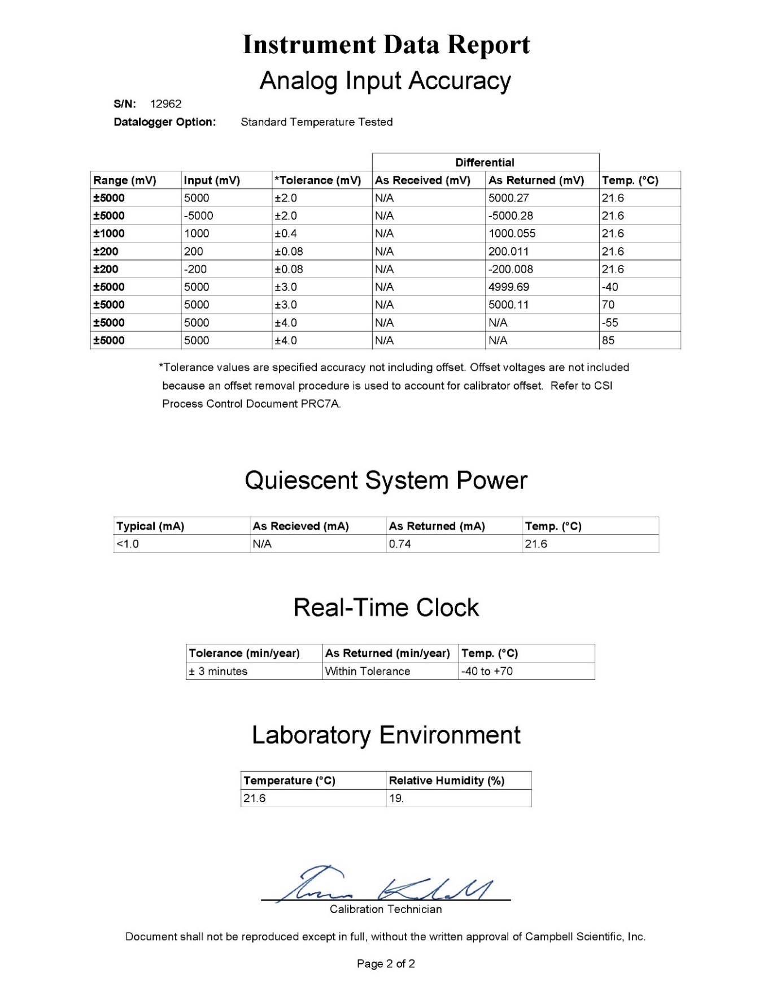 Instrument Data Report
Analog Input Accuracy
S/N: 12962
Datalogger Option: Standard Temperature Tested
Differential
Range (mV) Input (mV) *Tolerance (mV) As Received (mV) As Returned (mV) Temp. (°C)
±5000 5000 ±2.0 N/A 5000.27 21.6
±5000 -5000 ±2.0 N/A -5000.28 21.6
±1000 1000 ±0.4 N/A 1000.055 21.6
±200 200 ±0.08 N/A 200.011 21.6
±200 -200 ±0.08 N/A -200.008 21.6
±5000 5000 ±3.0 N/A 4999.69 -40
±5000 5000 ±3.0 N/A 5000.11 70
±5000 5000 ±4.0 N/A N/A -55
±5000 5000 ±4.0 N/A N/A 85
*Tolerance values are specified accuracy not including offset. Offset voltages are not included
because an offset removal procedure is used to account for calibrator offset. Refer to CSI
Process Control Document PRC7A.
Quiescent System Power
Typical (mA) As Recieved (mA) As Returned (mA) Temp. (°C)
<1.0 N/A 0.74 21.6
Real-Time Clock
Tolerance (min/year) As Returned (min/year) Temp. (°C)
± 3 minutes Within Tolerance -40 to +70
Laboratory Environment
Temperature (°C) Relative Humidity (%)
21.6 19.
Calibration Technician
Document shall not be reproduced except in full, without the written approval of Campbell Scientific, Inc.
Page 2 of 2